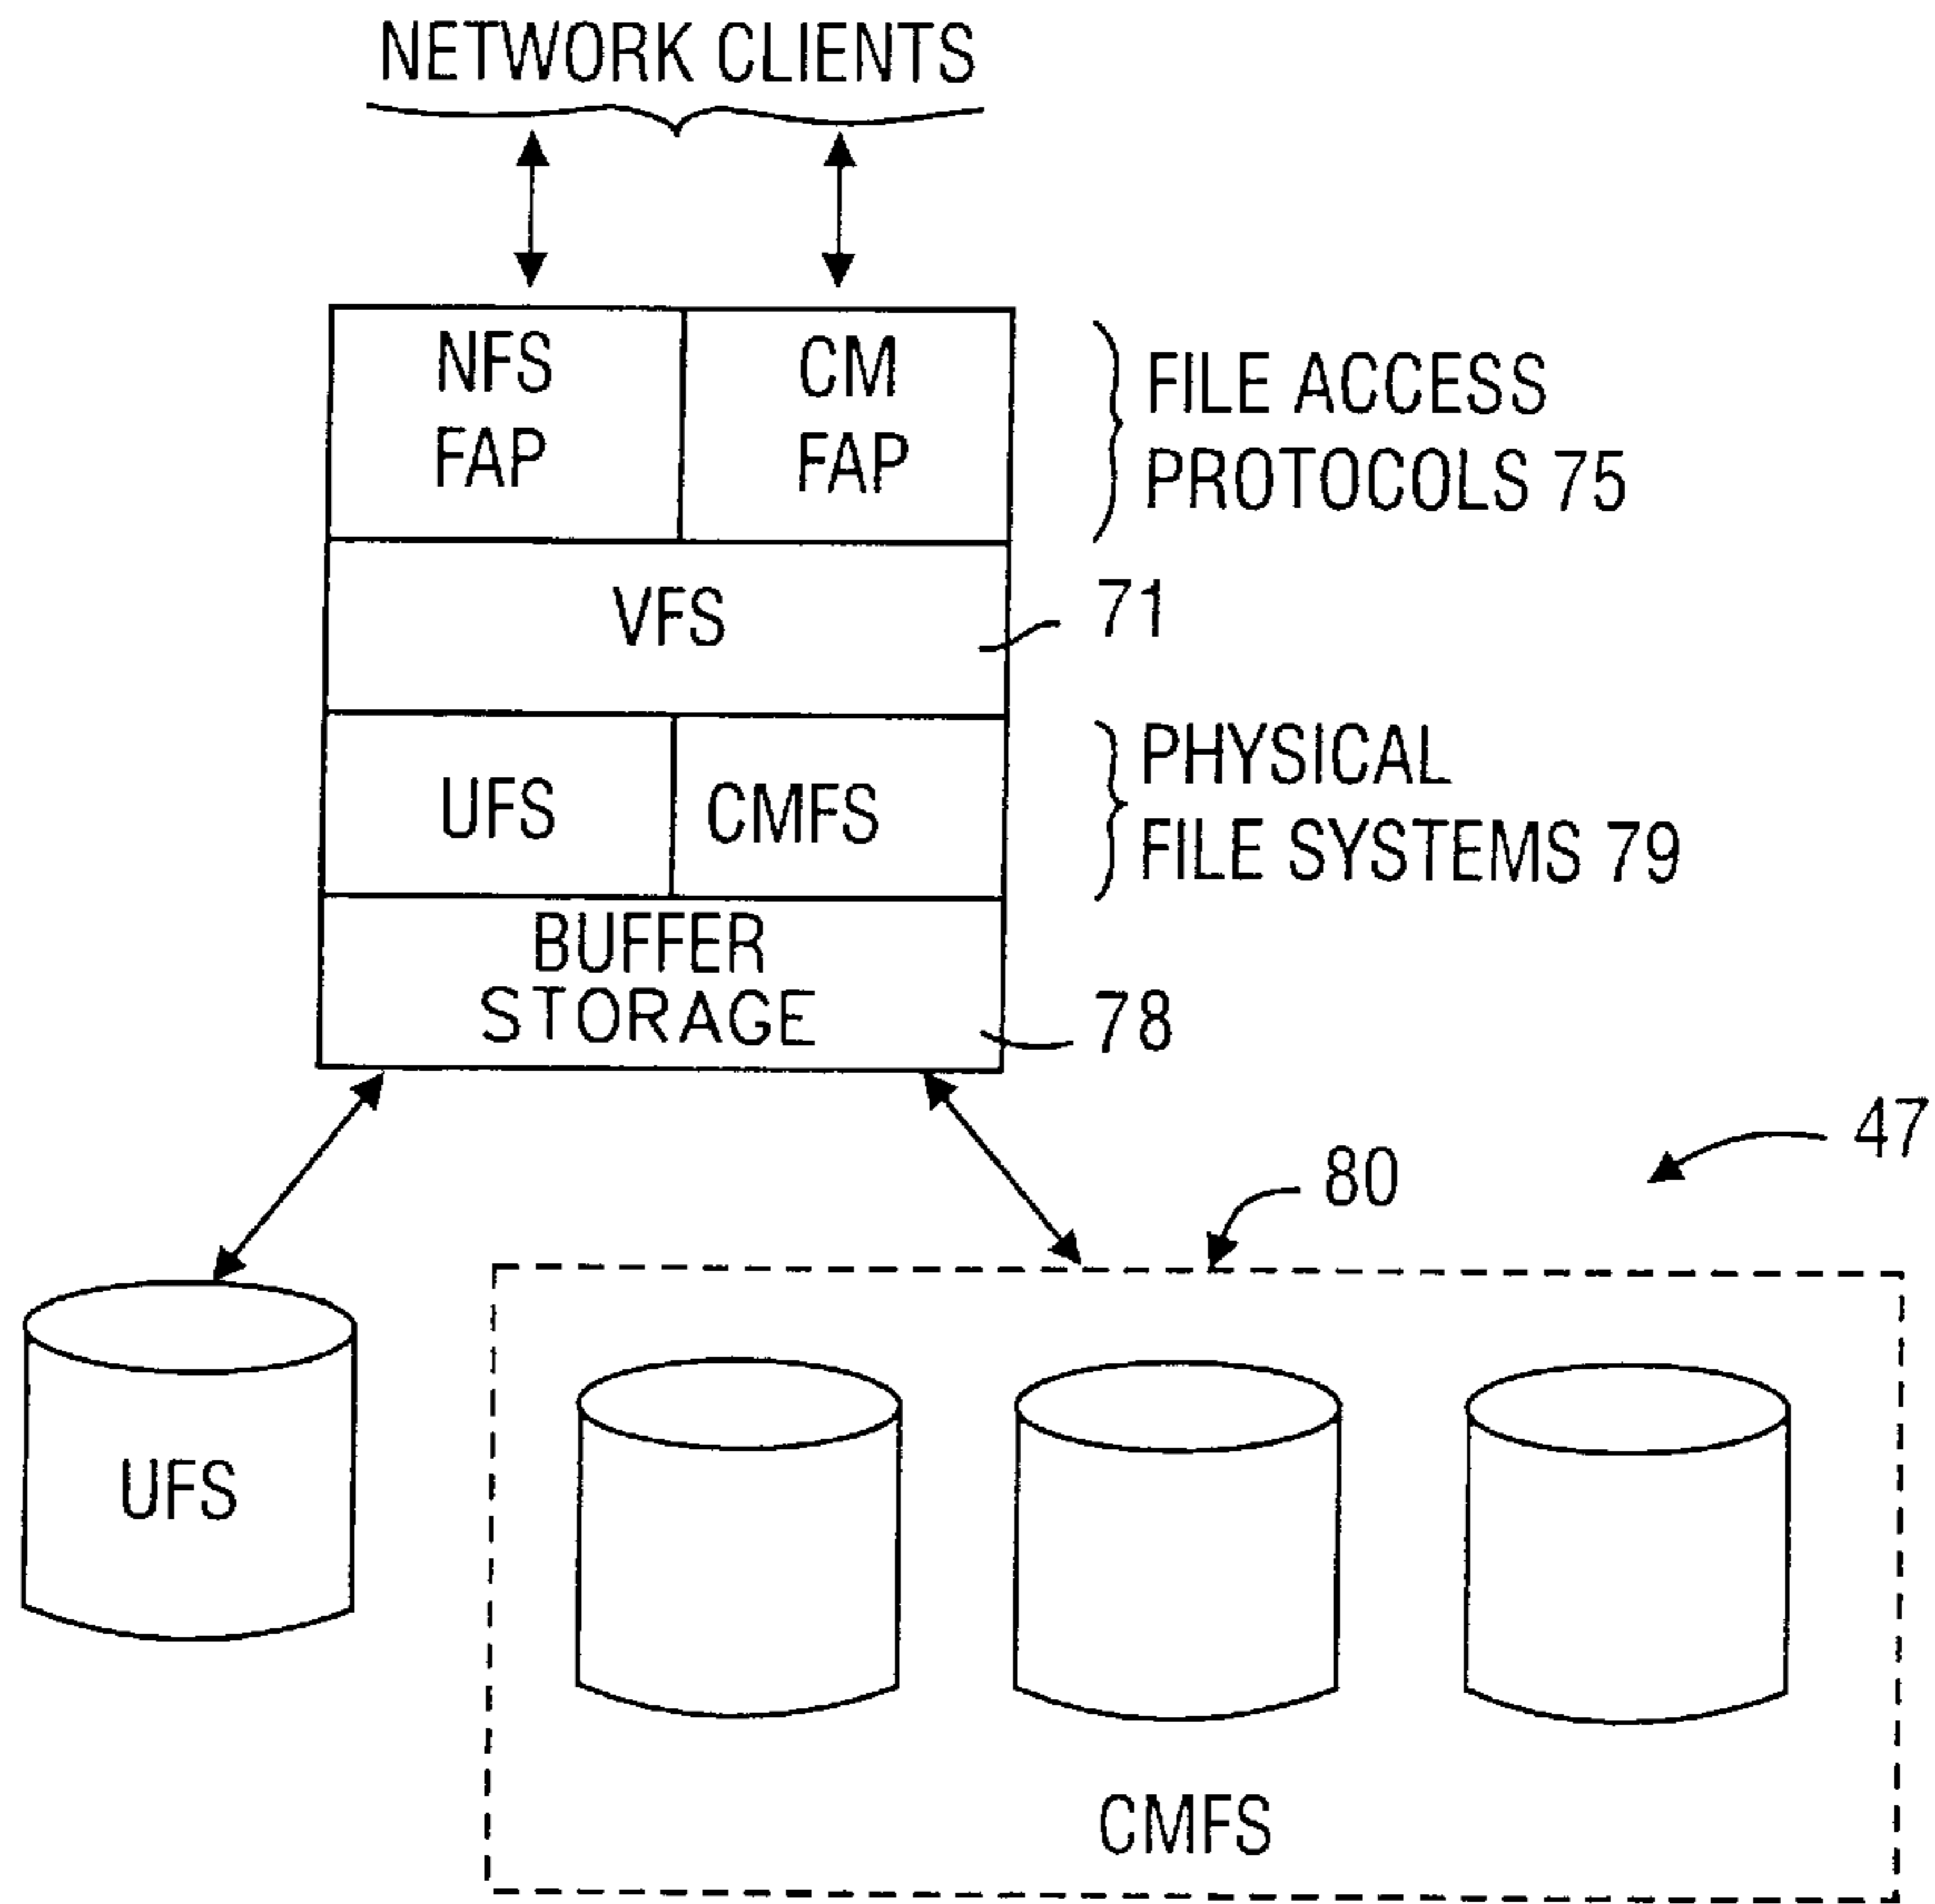 NETWORK CLIENTS
NFS
FAP
CM
FAP
FILE ACCESS
PROTOCOLS 75
VFS
71
UFS
CMFS
PHYSICAL
FILE SYSTEMS 79
BUFFER
STORAGE
78
47
80
UFS
CMFS